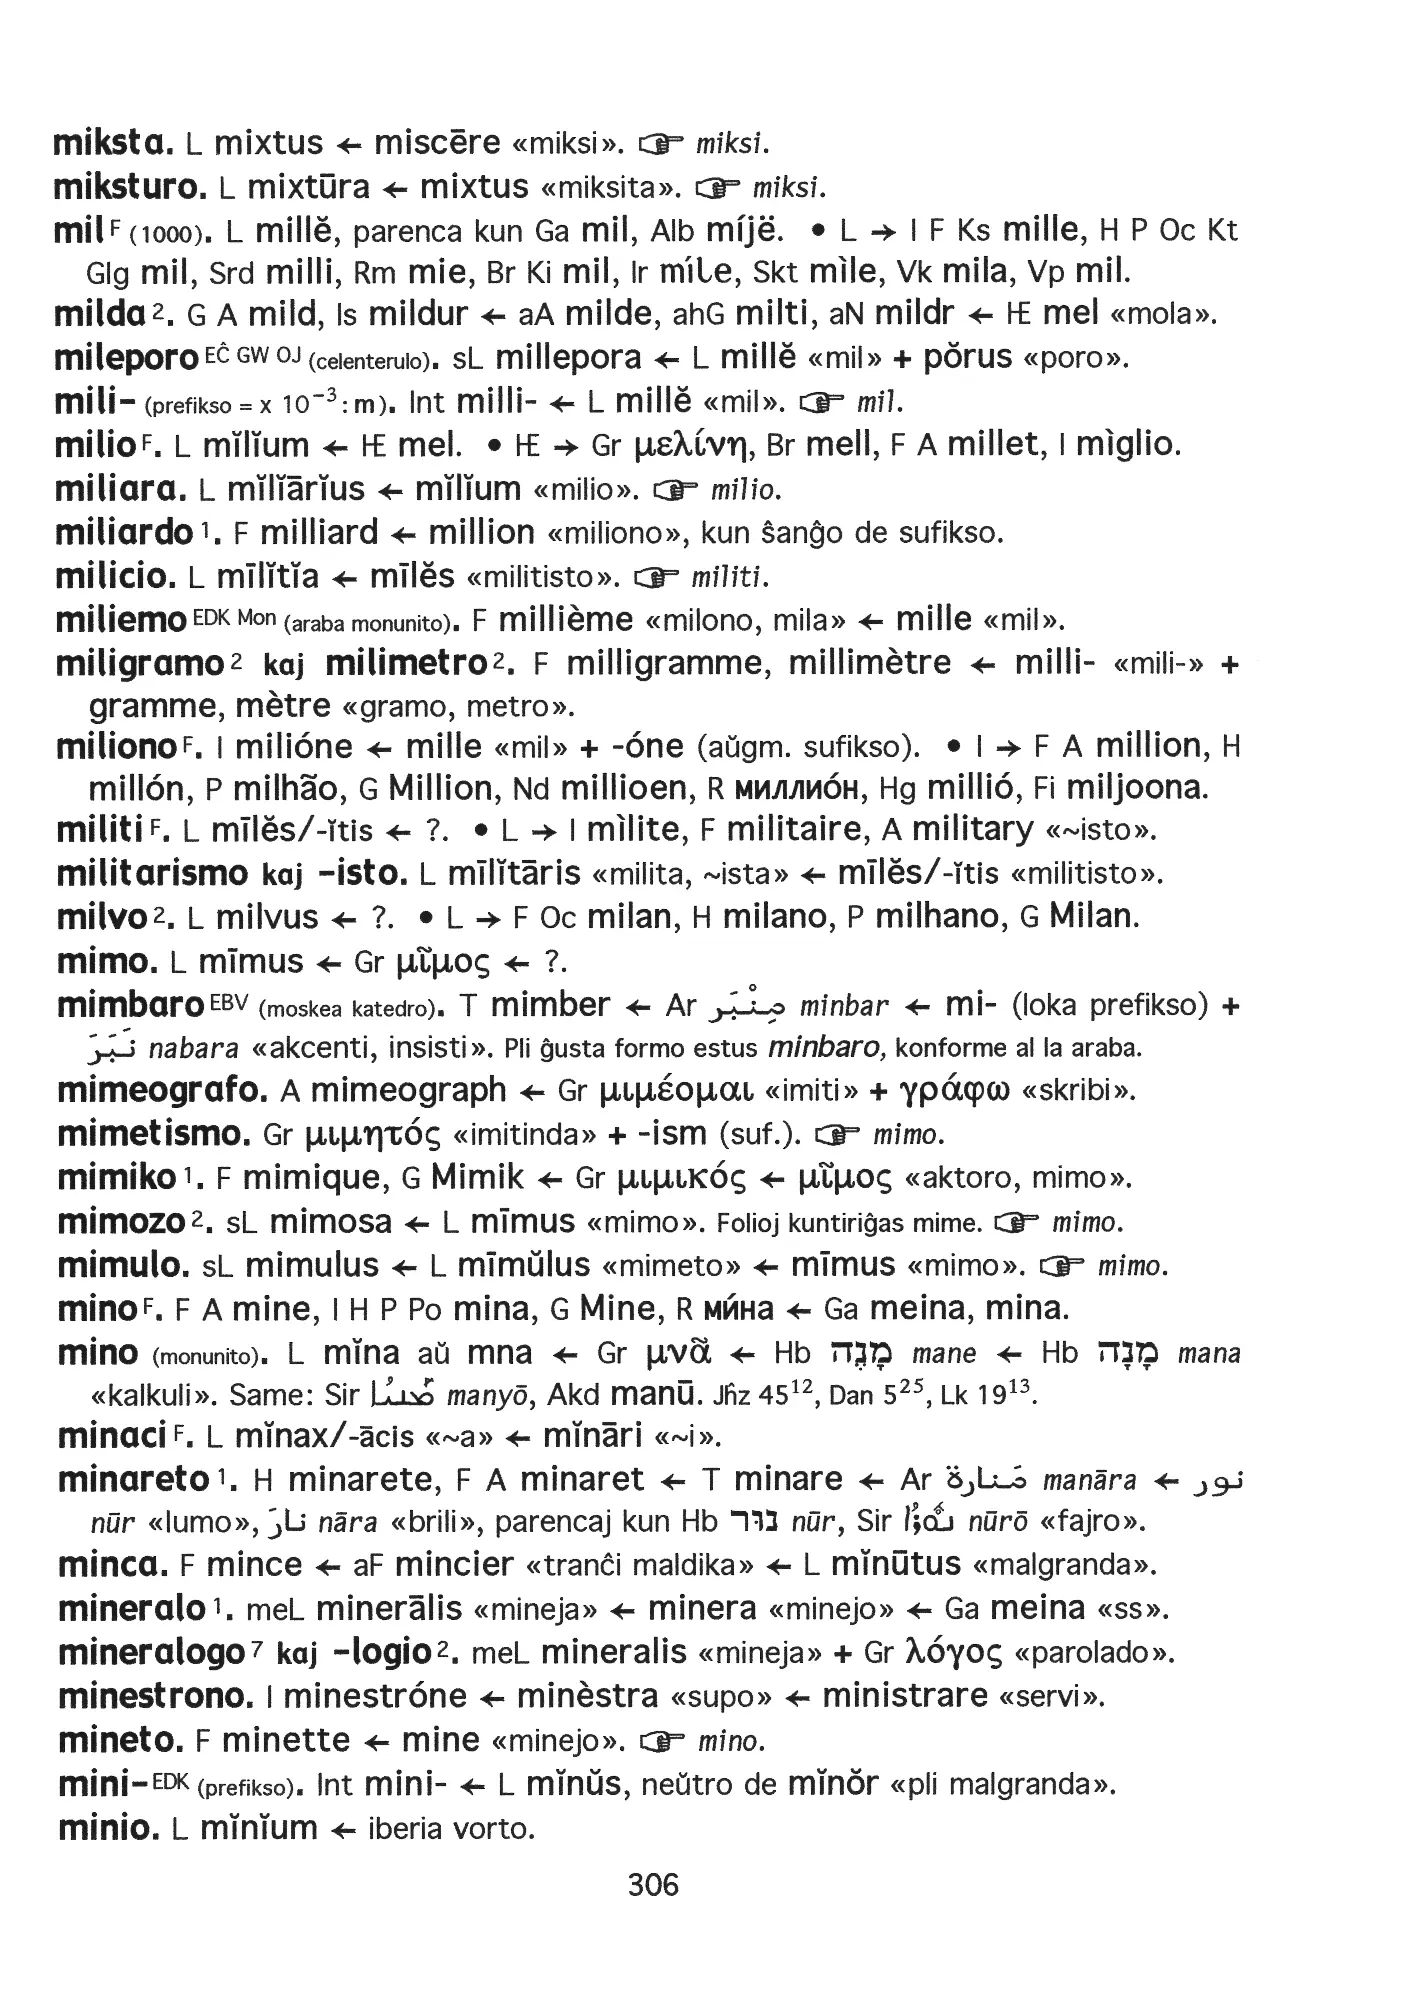 miksta. L mixtus ← miscēre «miksi». ☞ miksi.
miksturo. L mixtūra ← mixtus «miksita». ☞ miksi.
mil F (1000). L millĕ, parenca kun Ga mil, Alb míjë. • L → I F Ks mille, H P Oc Kt
Glg mil, Srd milli, Rm mie, Br Ki mil, Ir míLe, Skt mìle, Vk mila, Vp mil.
milda 2. G A mild, Is mildur ← aA milde, ahG milti, aN mildr ← IE mel «mola».
mileporo EĈ GW OJ (celenterulo). sL millepora ← L millĕ «mil» + pŏrus «poro».
mili- (prefikso = x 10⁻³: m). Int milli- ← L millĕ «mil». ☞ mil.
milio F. L mĭlĭum ← IE mel. • IE → Gr μελίνη, Br mell, F A millet, I mìglio.
miliara. L mĭlĭārĭus ← mĭlĭum «milio». ☞ milio.
miliardo 1. F milliard ← million «miliono», kun ŝanĝo de sufikso.
milicio. L mīlĭtĭa ← mīlĕs «militisto». ☞ militi.
miliemo EDK Mon (araba monunito). F millième «milono, mila» ← mille «mil».
miligramo 2 kaj milimetro 2. F milligramme, millimètre ← milli- «mili-» +
gramme, mètre «gramo, metro».
miliono F. I milióne ← mille «mil» + -óne (aŭgm. sufikso). • I → F A million, H
millón, P milhão, G Million, Nd millioen, R миллио́н, Hg millió, Fi miljoona.
militi F. L mīlĕs/-ĭtis ← ?. • L → I mìlite, F militaire, A military «~isto».
militarismo kaj -isto. L mīlĭtāris «milita, ~ista» ← mīlĕs/-ĭtis «militisto».
milvo 2. L milvus ← ?. • L → F Oc milan, H milano, P milhano, G Milan.
mimo. L mīmus ← Gr μῖμος ← ?.
mimbaro EBV (moskea katedro). T mimber ← Ar مِنْبَر minbar ← mi- (loka prefikso) +
نَبَرَ nabara «akcenti, insisti». Pli ĝusta formo estus minbaro, konforme al la araba.
mimeografo. A mimeograph ← Gr μιμέομαι «imiti» + γράφω «skribi».
mimetismo. Gr μιμητός «imitinda» + -ism (suf.). ☞ mimo.
mimiko 1. F mimique, G Mimik ← Gr μιμικός ← μῖμος «aktoro, mimo».
mimozo 2. sL mimosa ← L mīmus «mimo». Folioj kuntiriĝas mime. ☞ mimo.
mimulo. sL mimulus ← L mīmŭlus «mimeto» ← mīmus «mimo». ☞ mimo.
mino F. F A mine, I H P Po mina, G Mine, R ми́на ← Ga meina, mina.
mino (monunito). L mĭna aŭ mna ← Gr μνᾶ ← Hb מָנֶה mane ← Hb מָנָה mana
«kalkuli». Same: Sir manyō, Akd manū. Jĥz 45¹², Dan 5²⁵, Lk 19¹³.
minaci F. L mĭnax/-ācis «~a» ← mĭnāri «~i».
minareto 1. H minarete, F A minaret ← T minare ← Ar مَنارة manāra ← نور
nūr «lumo», نارَ nāra «brili», parencaj kun Hb נוּר nūr, Sir nūrō «fajro».
minca. F mince ← aF mincier «tranĉi maldika» ← L mĭnūtus «malgranda».
mineralo 1. meL minerālis «mineja» ← minera «minejo» ← Ga meina «ss».
mineralogo 7 kaj -logio 2. meL mineralis «mineja» + Gr λόγος «parolado».
minestrono. I minestróne ← minèstra «supo» ← ministrare «servi».
mineto. F minette ← mine «minejo». ☞ mino.
mini- EDK (prefikso). Int mini- ← L mĭnŭs, neŭtro de mĭnŏr «pli malgranda».
minio. L mĭnĭum ← iberia vorto.
306